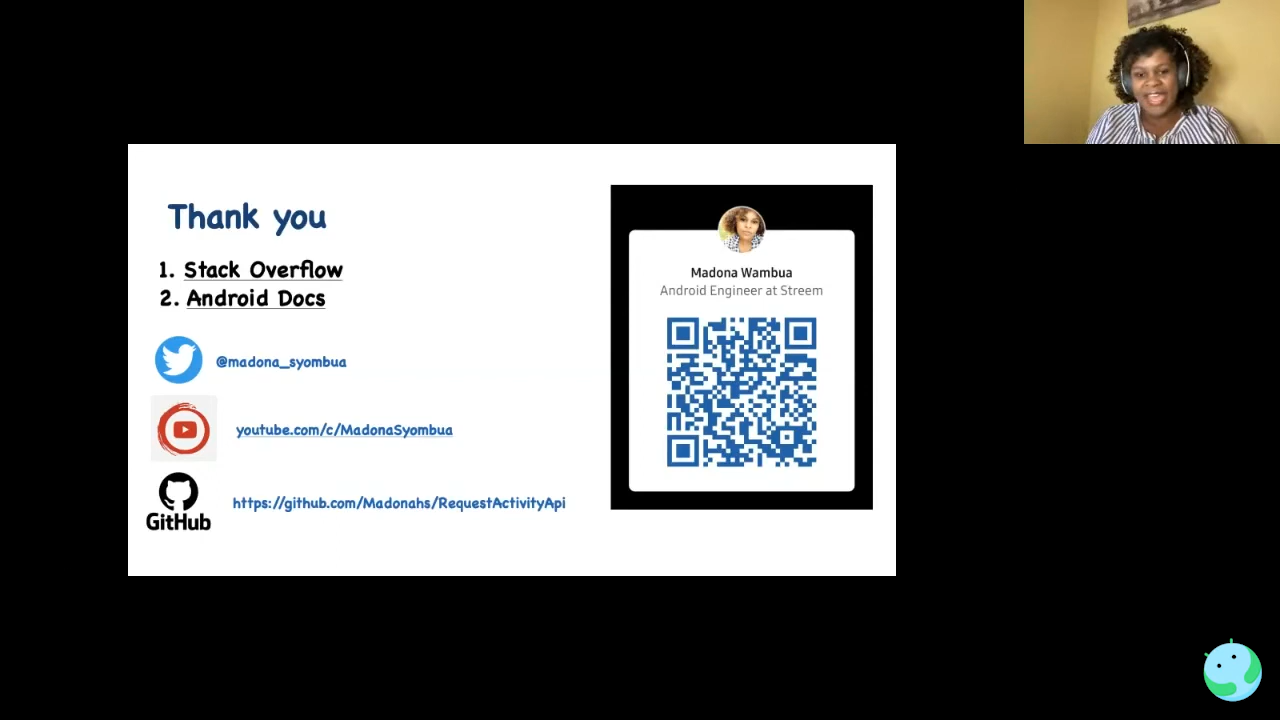 Thank you
1. Stack Overflow
2. Android Docs
@madona_syombua
youtube.com/c/MadonaSyombua
GitHub
https://github.com/Madonahs/RequestActivityApi
Madona Wambua
Android Engineer at Streem